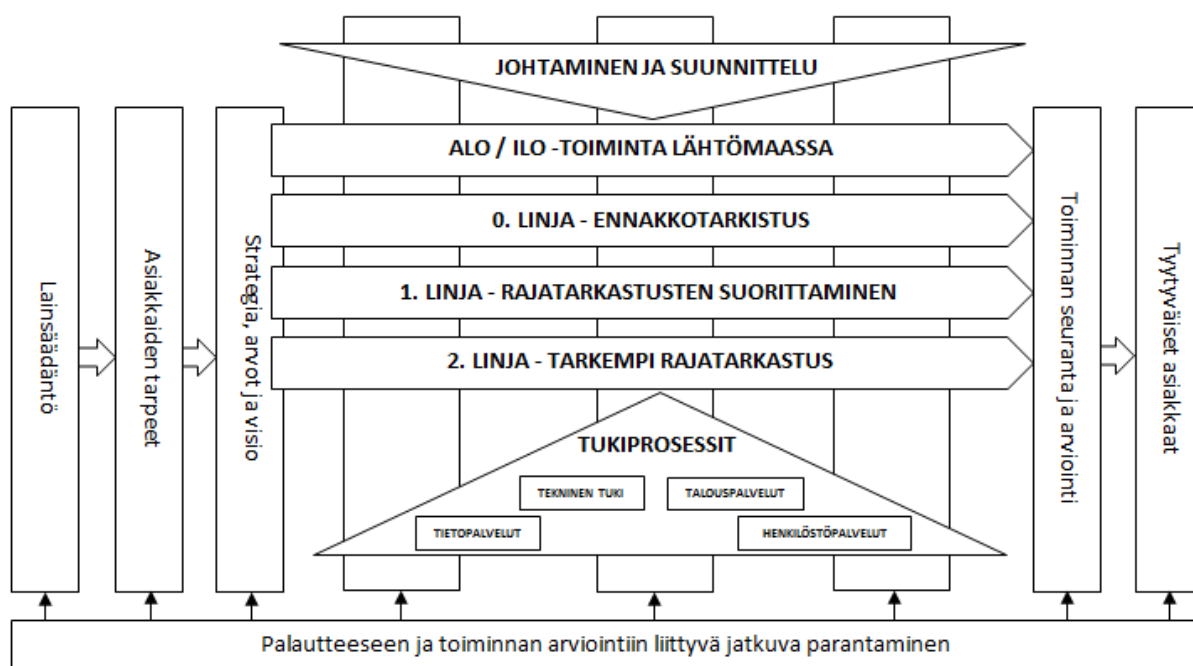 JOHTAMINEN JA SUUNNITTELU
Lainsäädäntö
Asiakkaiden tarpeet
Strategia, arvot ja visio
ALO / ILO -TOIMINTA LÄHTÖMAASSA
0. LINJA - ENNAKKOTARKISTUS
1. LINJA - RAJATARKASTUSTEN SUORITTAMINEN
2. LINJA - TARKEMPI RAJATARKASTUS
TUKIPROSESSIT
TEKNINEN TUKI
TALOUSPALVELUT
TIETOPALVELUT
HENKILÖSTÖPALVELUT
Toiminnan seuranta ja arviointi
Tyytyväiset asiakkaat
Palautteeseen ja toiminnan arviointiin liittyvä jatkuva parantaminen